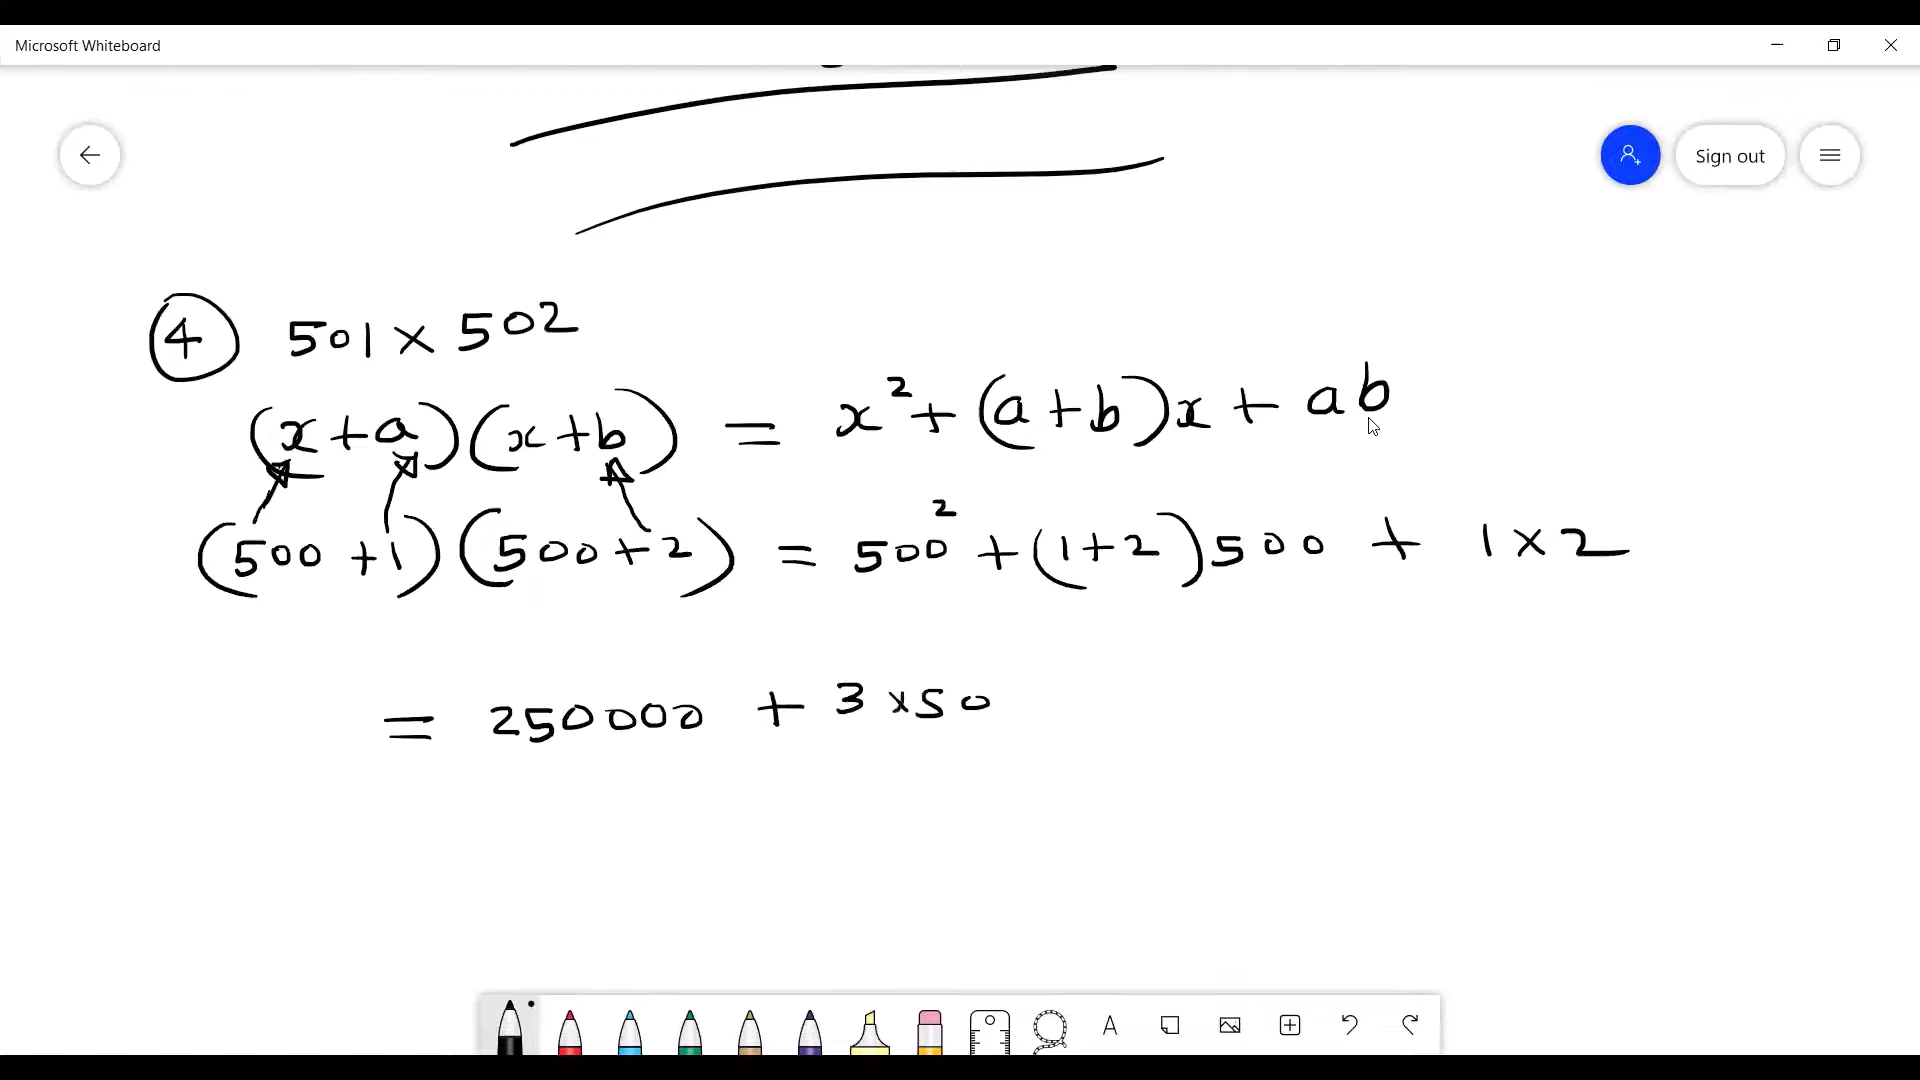 Microsoft Whiteboard
Sign out
④ 501 × 502
(x + a)(x + b) = x² + (a + b)x + ab
(500 + 1)(500 + 2) = 500² + (1 + 2)500 + 1 × 2
= 250000 + 3 × 50
A